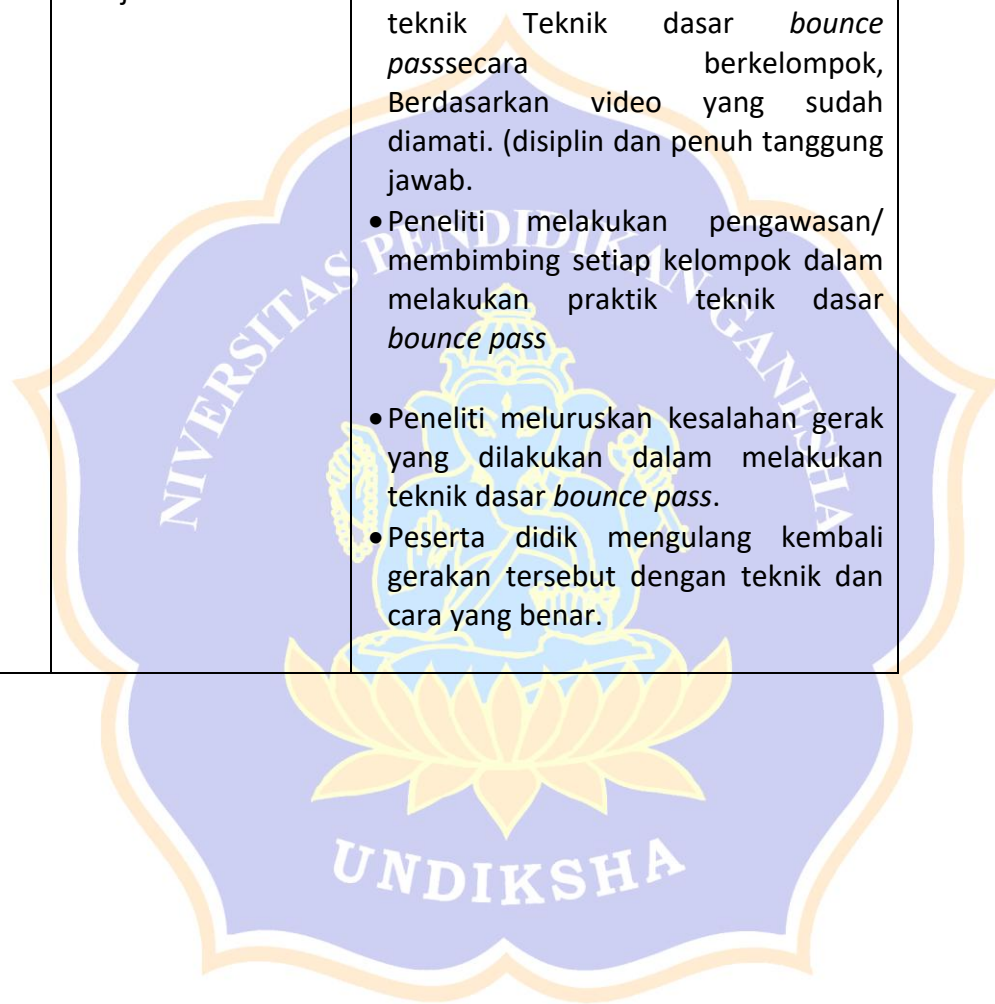 teknik Teknik dasar bounce
passsecara berkelompok,
Berdasarkan video yang sudah
diamati. (disiplin dan penuh tanggung
jawab.
•Peneliti melakukan pengawasan/
membimbing setiap kelompok dalam
melakukan praktik teknik dasar
bounce pass
•Peneliti meluruskan kesalahan gerak
yang dilakukan dalam melakukan
teknik dasar bounce pass.
•Peserta didik mengulang kembali
gerakan tersebut dengan teknik dan
cara yang benar.
NIVERSITAS PENDIDIKAN GANESHA
UNDIKSHA